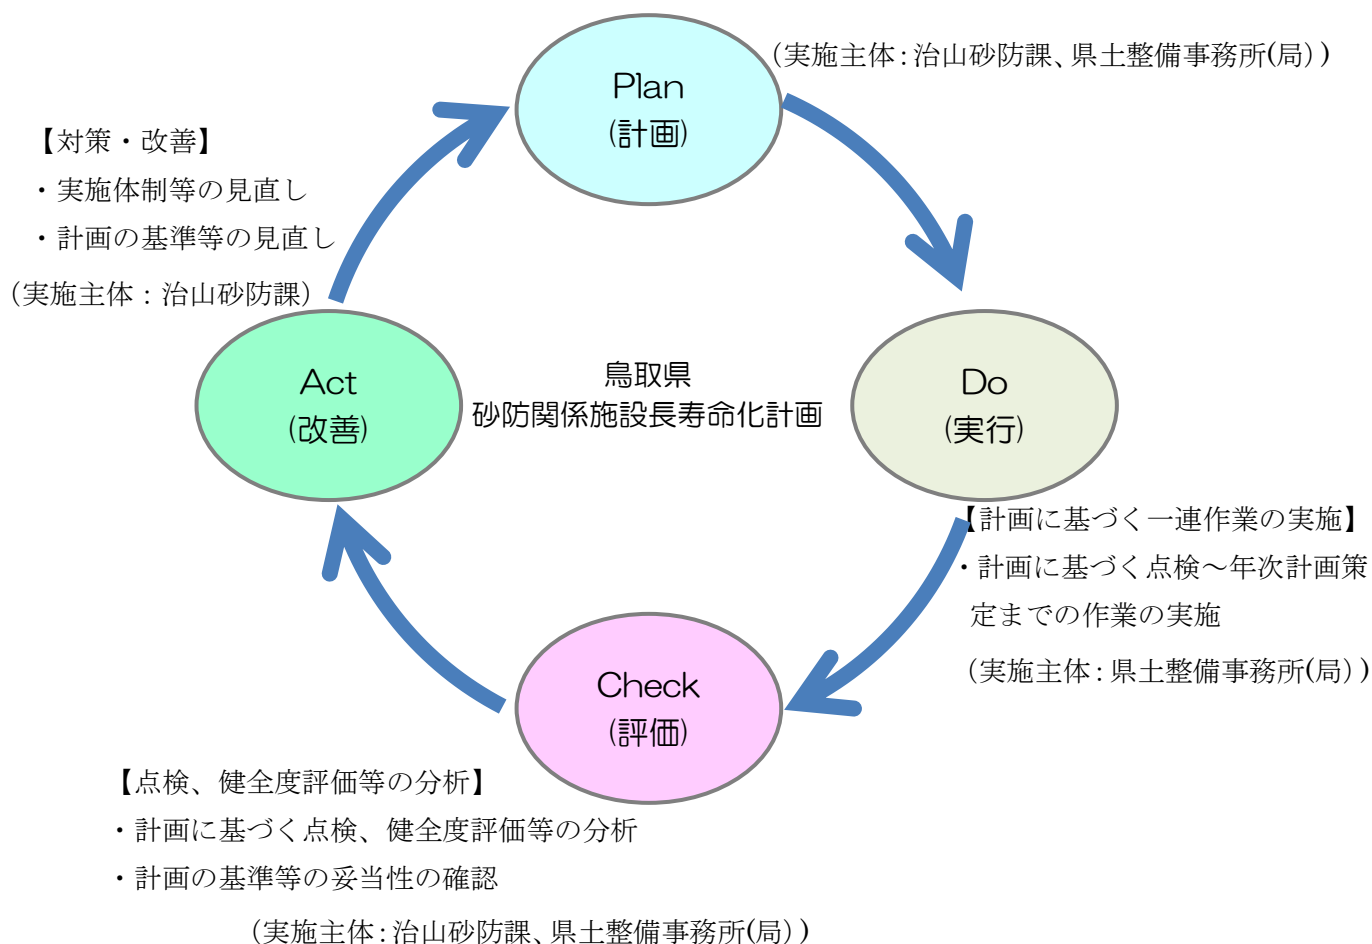 Plan
(計画)
(実施主体:治山砂防課、県土整備事務所(局))
【対策・改善】
・実施体制等の見直し
・計画の基準等の見直し
(実施主体:治山砂防課)
Act
(改善)
鳥取県
砂防関係施設長寿命化計画
Do
(実行)
【計画に基づく一連作業の実施】
・計画に基づく点検～年次計画策
定までの作業の実施
(実施主体:県土整備事務所(局))
Check
(評価)
【点検、健全度評価等の分析】
・計画に基づく点検、健全度評価等の分析
・計画の基準等の妥当性の確認
(実施主体:治山砂防課、県土整備事務所(局))